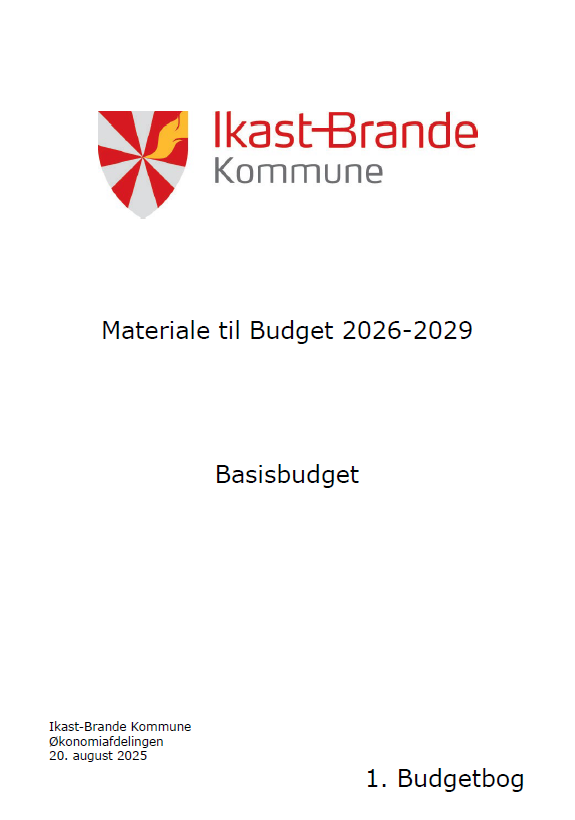 Ikast-Brande
Kommune
Materiale til Budget 2026-2029
Basisbudget
Ikast-Brande Kommune
Økonomiafdelingen
20. august 2025
1. Budgetbog